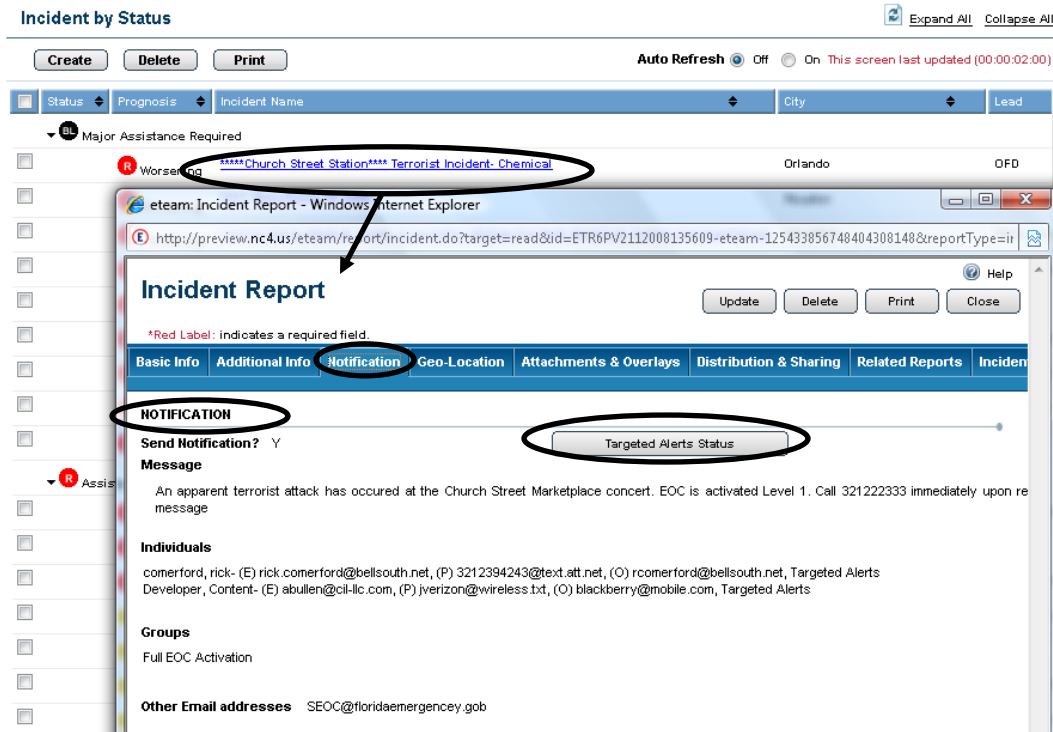 Incident by Status
Expand All Collapse All
Create Delete Print Auto Refresh Off On This screen last updated (00:00:02:00)
Status Prognosis Incident Name City Lead
BL Major Assistance Required
R Worsening *****Church Street Station**** Terrorist Incident- Chemical Orlando OFD
eteam: Incident Report - Windows Internet Explorer
http://preview.nc4.us/eteam/report/incident.do?target=read&id=ETR6PV2112008135609-eteam-1254338567484043081​48&reportType=ir
Help
Incident Report
Update Delete Print Close
*Red Label: indicates a required field.
Basic Info Additional Info Notification Geo-Location Attachments & Overlays Distribution & Sharing Related Reports Inciden
NOTIFICATION
Send Notification? Y Targeted Alerts Status
Message
R Assis
An apparent terrorist attack has occured at the Church Street Marketplace concert. EOC is activated Level 1. Call 321222333 immediately upon re
message
Individuals
comerford, rick- (E) rick.comerford@bellsouth.net, (P) 3212394243@text.att.net, (O) rcomerford@bellsouth.net, Targeted Alerts
Developer, Content- (E) abullen@cil-llc.com, (P) jverizon@wireless.txt, (O) blackberry@mobile.com, Targeted Alerts
Groups
Full EOC Activation
Other Email addresses SEOC@floridaemergencey.gob